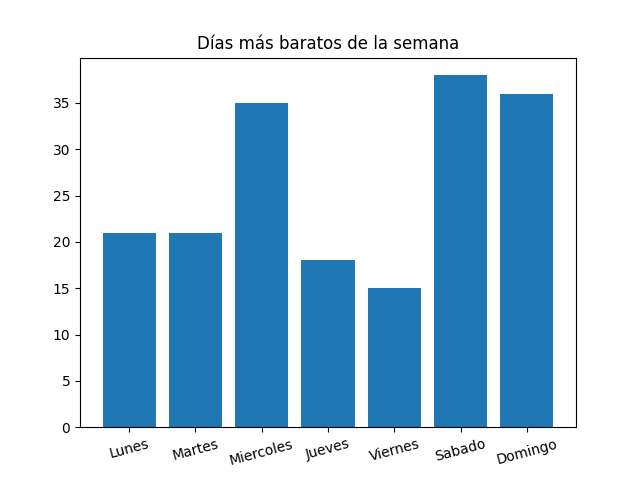 Días más baratos de la semana
35
30
25
20
15
10
5
0
Lunes
Martes
Miercoles
Jueves
Viernes
Sabado
Domingo